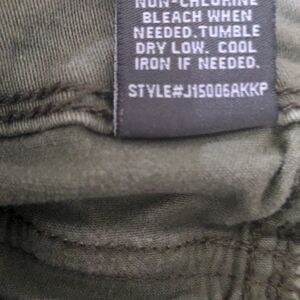 NON-CHLORINE
BLEACH WHEN
NEEDED.TUMBLE
DRY LOW. COOL
IRON IF NEEDED.
STYLE#J15006AKKP